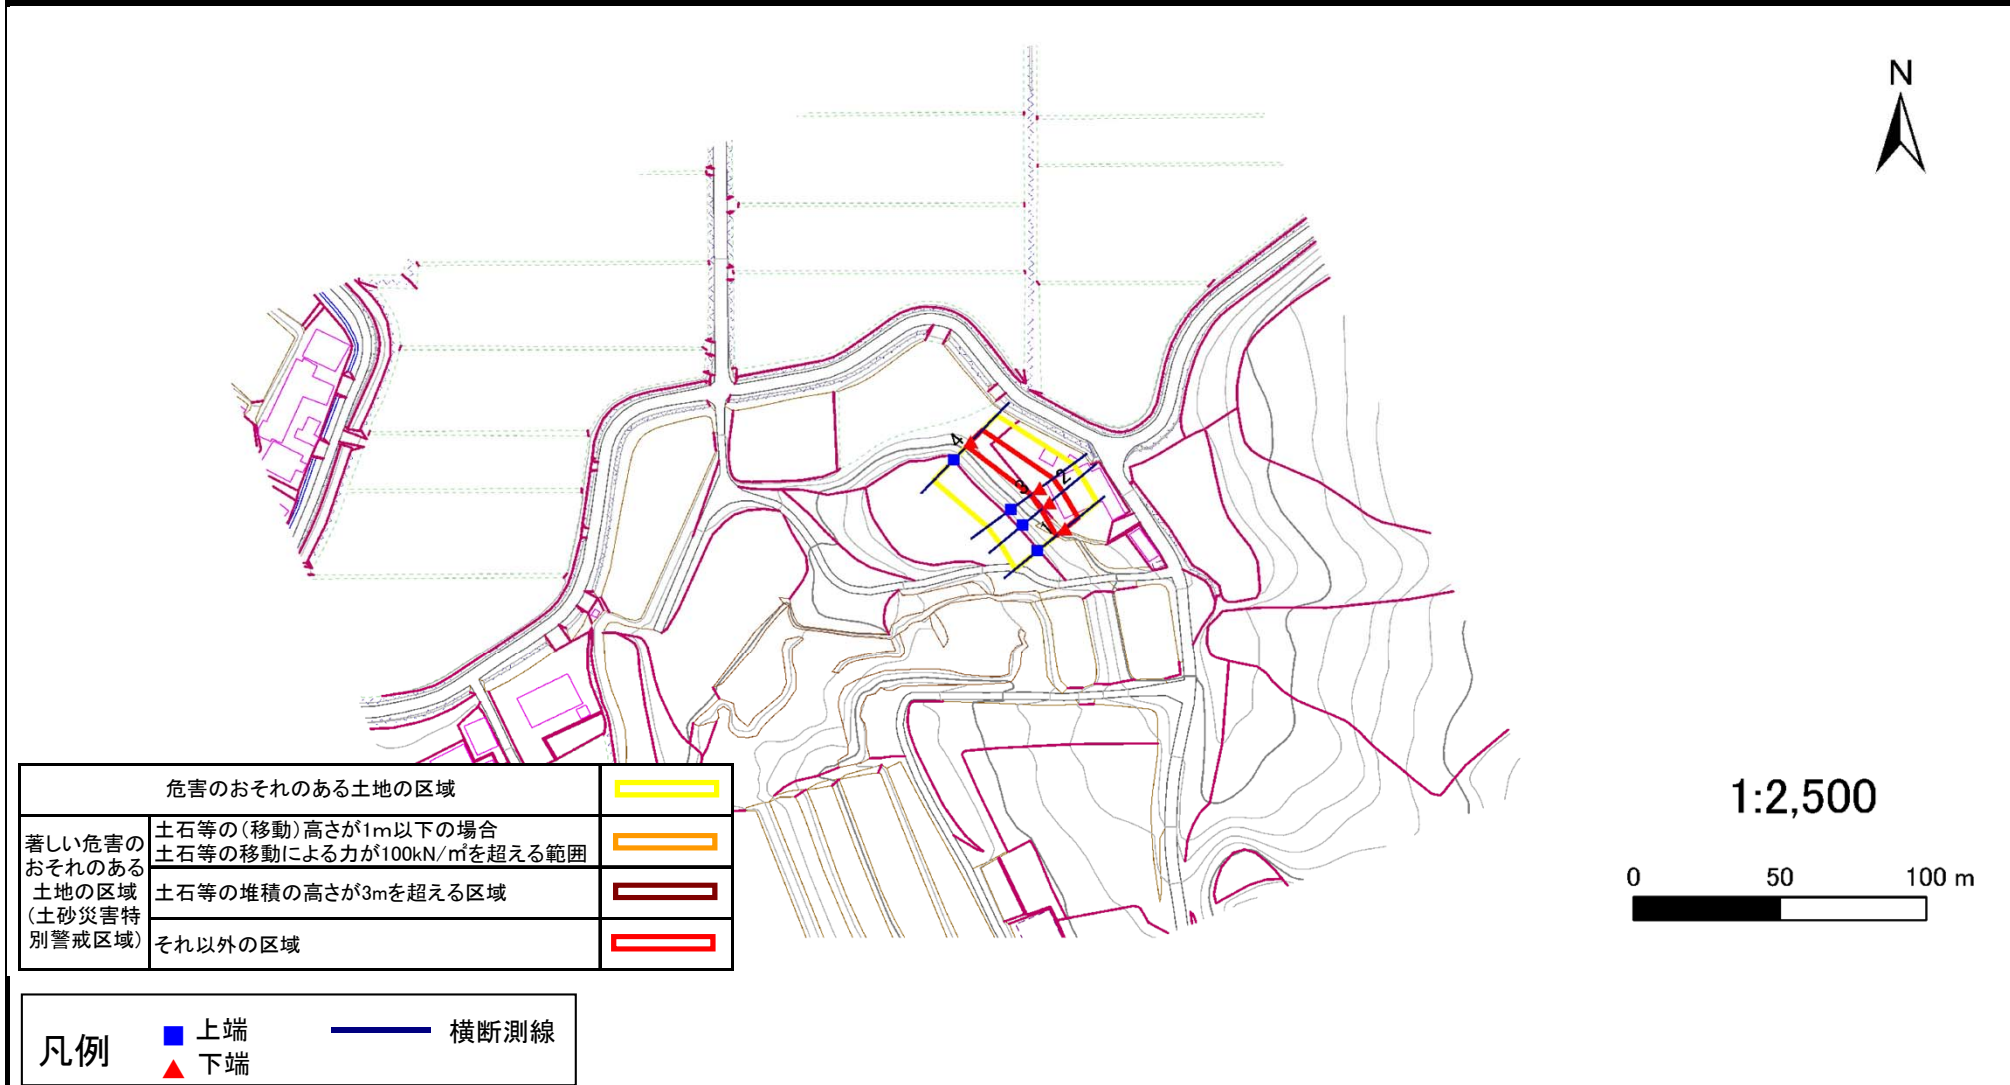 N
4
3
2
1
1:2,500
0 50 100 m
危害のおそれのある土地の区域
著しい危害の
おそれのある
土地の区域
(土砂災害特
別警戒区域)
土石等の(移動)高さが1m以下の場合
土石等の移動による力が100kN/㎡を超える範囲
土石等の堆積の高さが3mを超える区域
それ以外の区域
凡例
上端
下端
横断測線